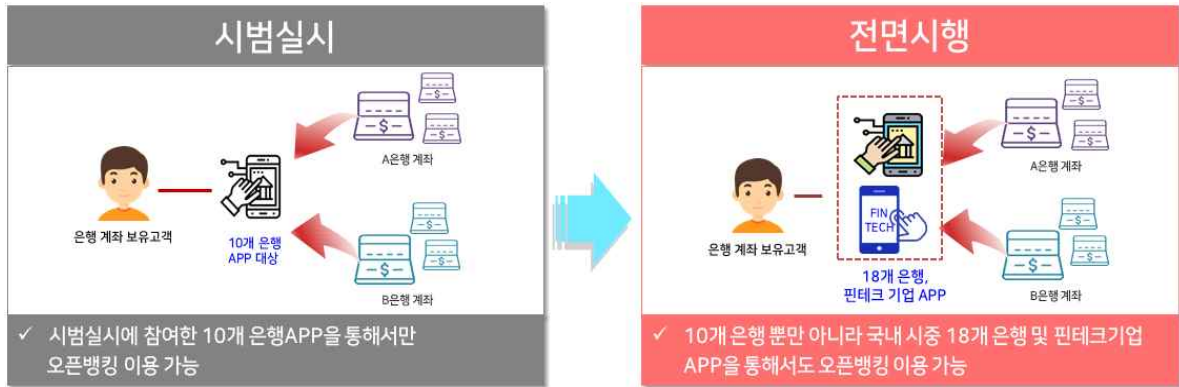 시범실시
A은행 계좌
은행 계좌 보유고객
10개 은행
APP 대상
B은행 계좌
✓ 시범실시에 참여한 10개 은행APP을 통해서만
오픈뱅킹 이용 가능
전면시행
A은행 계좌
FIN
TECH
은행 계좌 보유고객
18개 은행,
핀테크 기업 APP
B은행 계좌
✓ 10개 은행 뿐만 아니라 국내 시중 18개 은행 및 핀테크기업
APP을 통해서도 오픈뱅킹 이용 가능